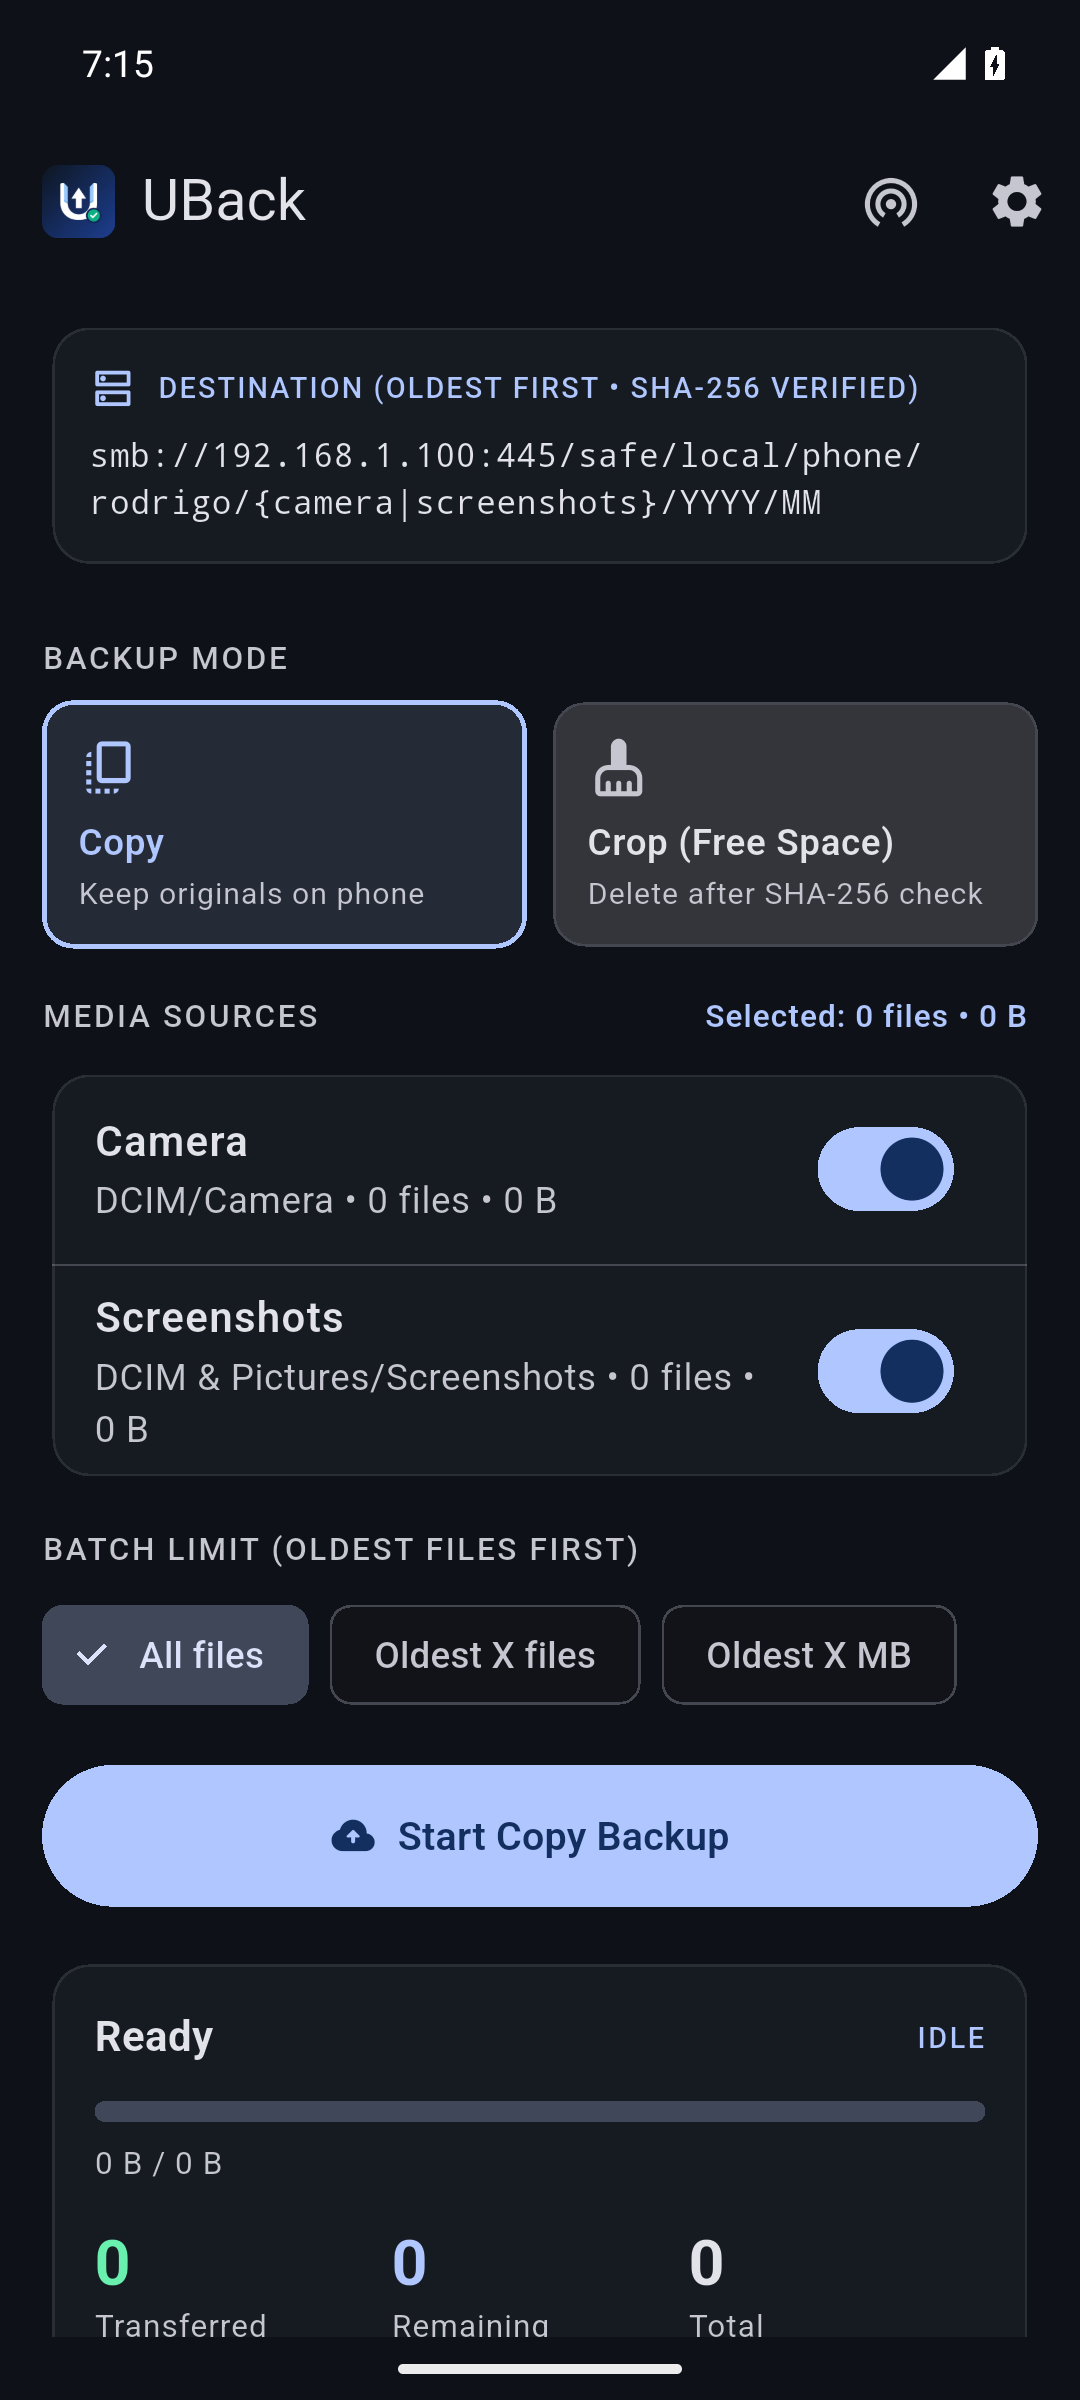 7:15
UBack
DESTINATION (OLDEST FIRST • SHA-256 VERIFIED)
smb://192.168.1.100:445/safe/local/phone/
rodrigo/{camera|screenshots}/YYYY/MM
BACKUP MODE
Copy
Keep originals on phone
Crop (Free Space)
Delete after SHA-256 check
MEDIA SOURCES
Selected: 0 files • 0 B
Camera
DCIM/Camera • 0 files • 0 B
Screenshots
DCIM & Pictures/Screenshots • 0 files •
0 B
BATCH LIMIT (OLDEST FILES FIRST)
All files
Oldest X files
Oldest X MB
Start Copy Backup
Ready
IDLE
0 B / 0 B
0
0
0
Transferred
Remaining
Total